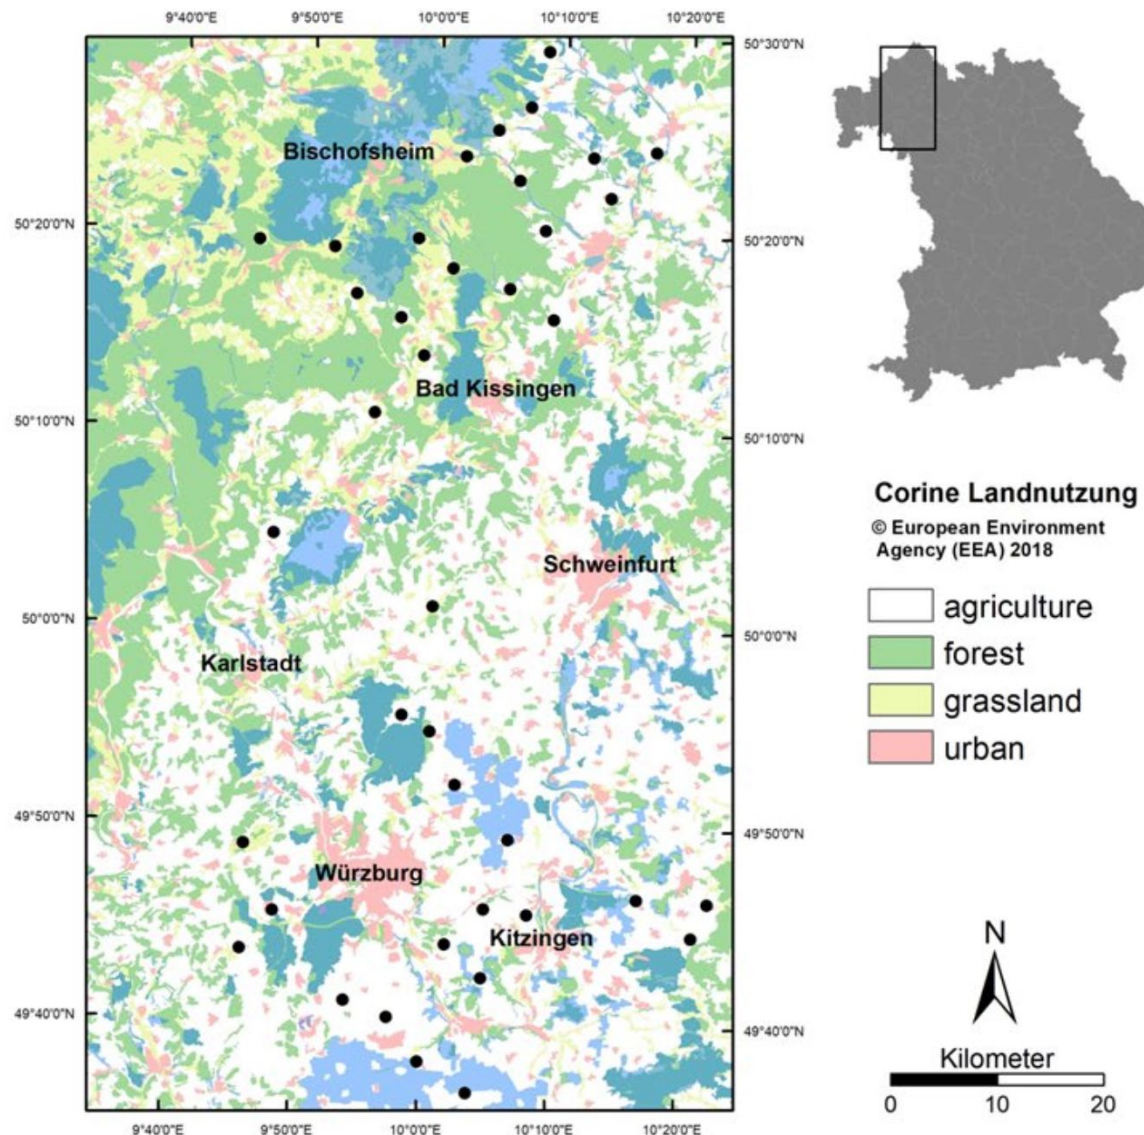 9°40'0"E 9°50'0"E 10°00'0"E 10°10'0"E 10°20'0"E
50°30'0"N
Bischofsheim
50°20'0"N
50°20'0"N
Bad Kissingen
50°10'0"N
50°10'0"N
Corine Landnutzung
© European Environment
Agency (EEA) 2018
Schweinfurt
agriculture
50°0'0"N
50°0'0"N
forest
Karlstadt
grassland
urban
49°50'0"N
49°50'0"N
Würzburg
Kitzingen
N
49°40'0"N
49°40'0"N
Kilometer
0 10 20
9°40'0"E 9°50'0"E 10°00'0"E 10°10'0"E 10°20'0"E